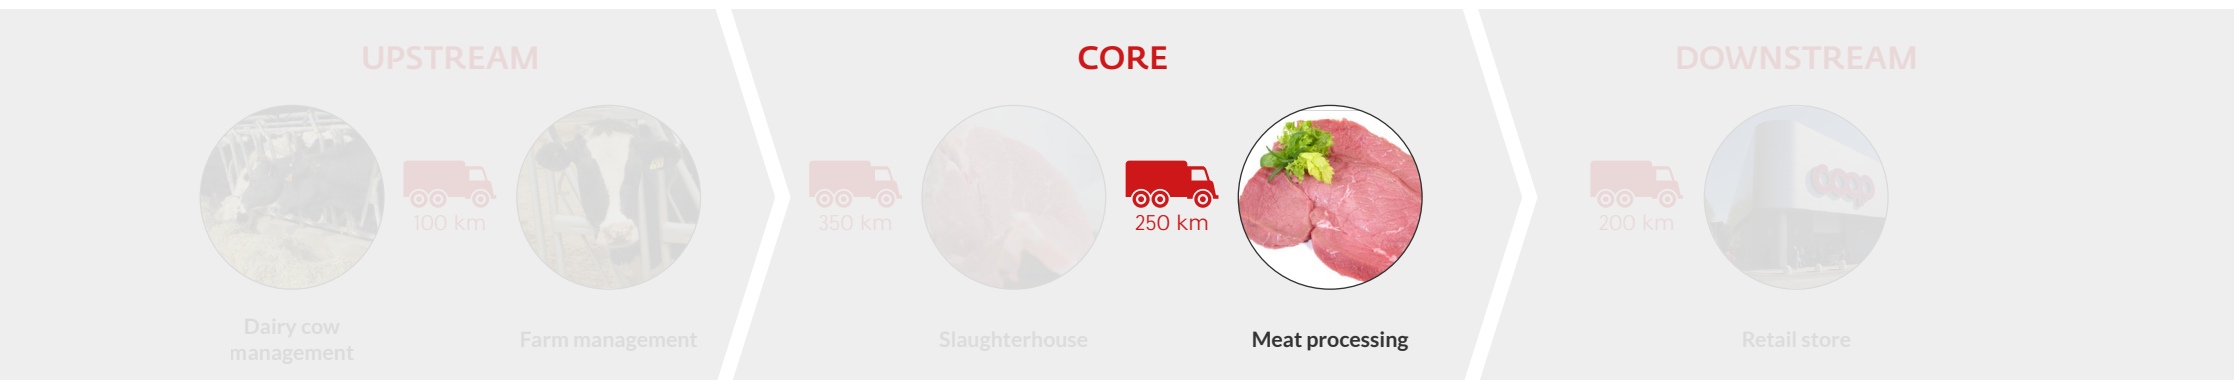 UPSTREAM
100 km
Dairy cow
management
Farm management
CORE
350 km
Slaughterhouse
250 km
Meat processing
DOWNSTREAM
200 km
coop
Retail store